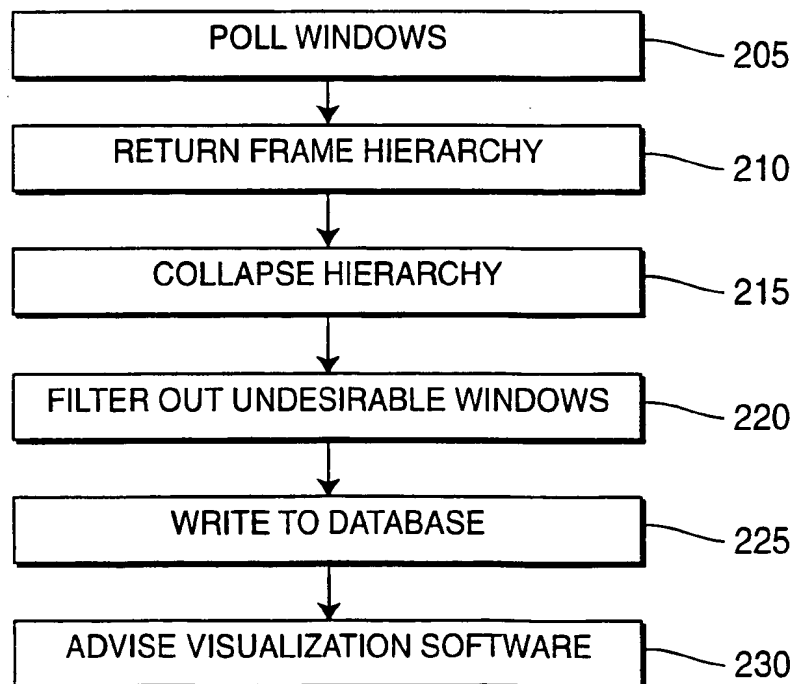 POLL WINDOWS
205
RETURN FRAME HIERARCHY
210
COLLAPSE HIERARCHY
215
FILTER OUT UNDESIRABLE WINDOWS
220
WRITE TO DATABASE
225
ADVISE VISUALIZATION SOFTWARE
230